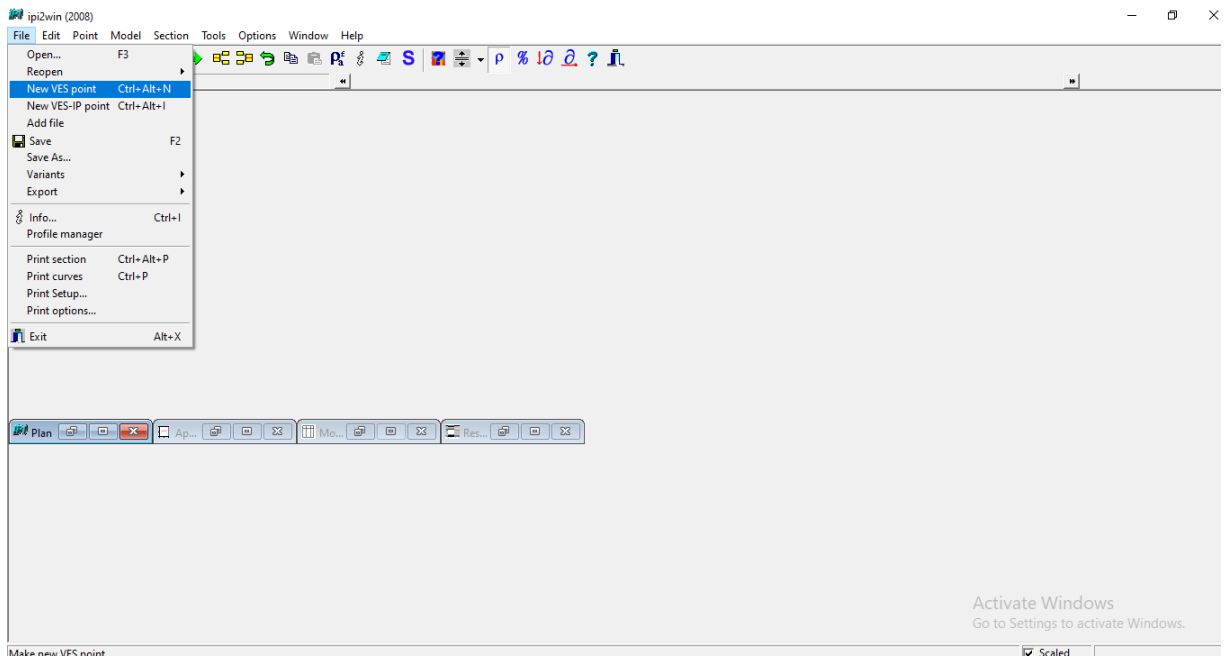 ipi2win (2008)
File Edit Point Model Section Tools Options Window Help
Open... F3
Reopen
New VES point Ctrl+Alt+N
New VES-IP point Ctrl+Alt+I
Add file
Save F2
Save As...
Variants
Export
Info... Ctrl+I
Profile manager
Print section Ctrl+Alt+P
Print curves Ctrl+P
Print Setup...
Print options...
Exit Alt+X
S ρ % ↓∂ ∂ ?
Plan Ap... Mo... Res...
Activate Windows
Go to Settings to activate Windows.
Make new VES point Scaled